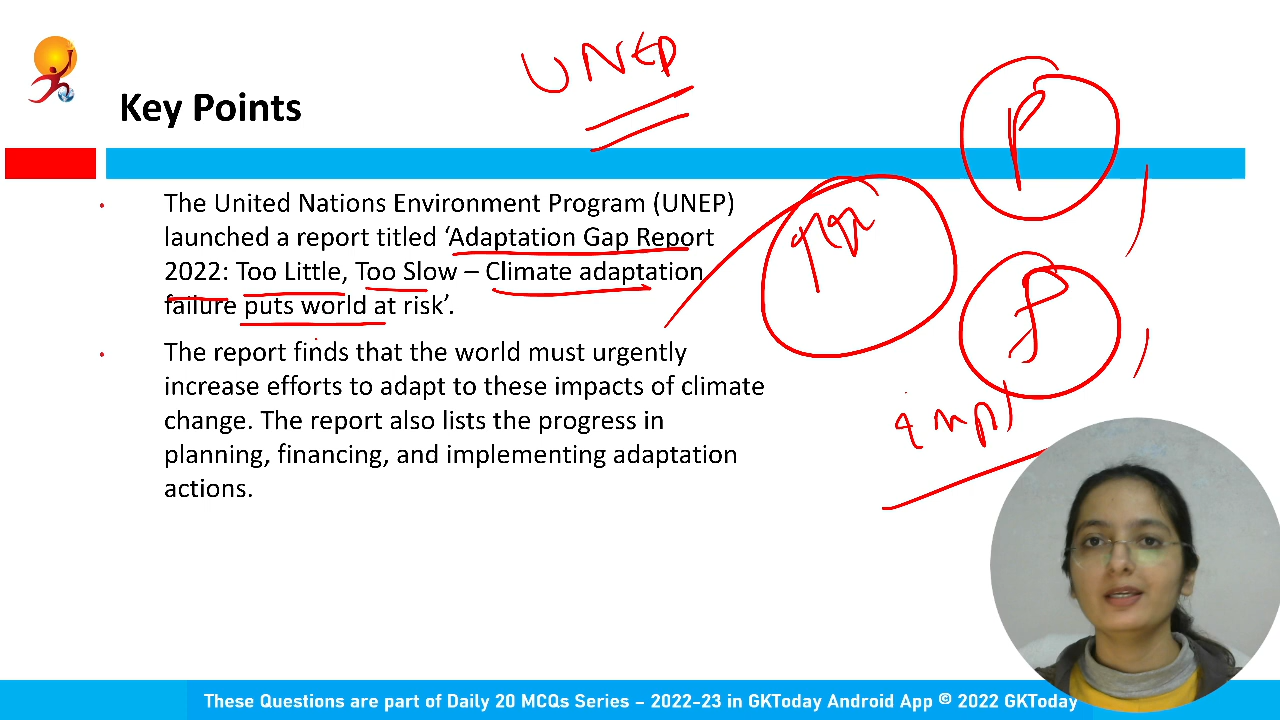 UNEP
Key Points
P
The United Nations Environment Program (UNEP)
launched a report titled ‘Adaptation Gap Report
2022: Too Little, Too Slow – Climate adaptation
failure puts world at risk’.
The report finds that the world must urgently
increase efforts to adapt to these impacts of climate
change. The report also lists the progress in
planning, financing, and implementing adaptation
actions.
These Questions are part of Daily 20 MCQs Series – 2022-23 in GKToday Android App © 2022 GKToday